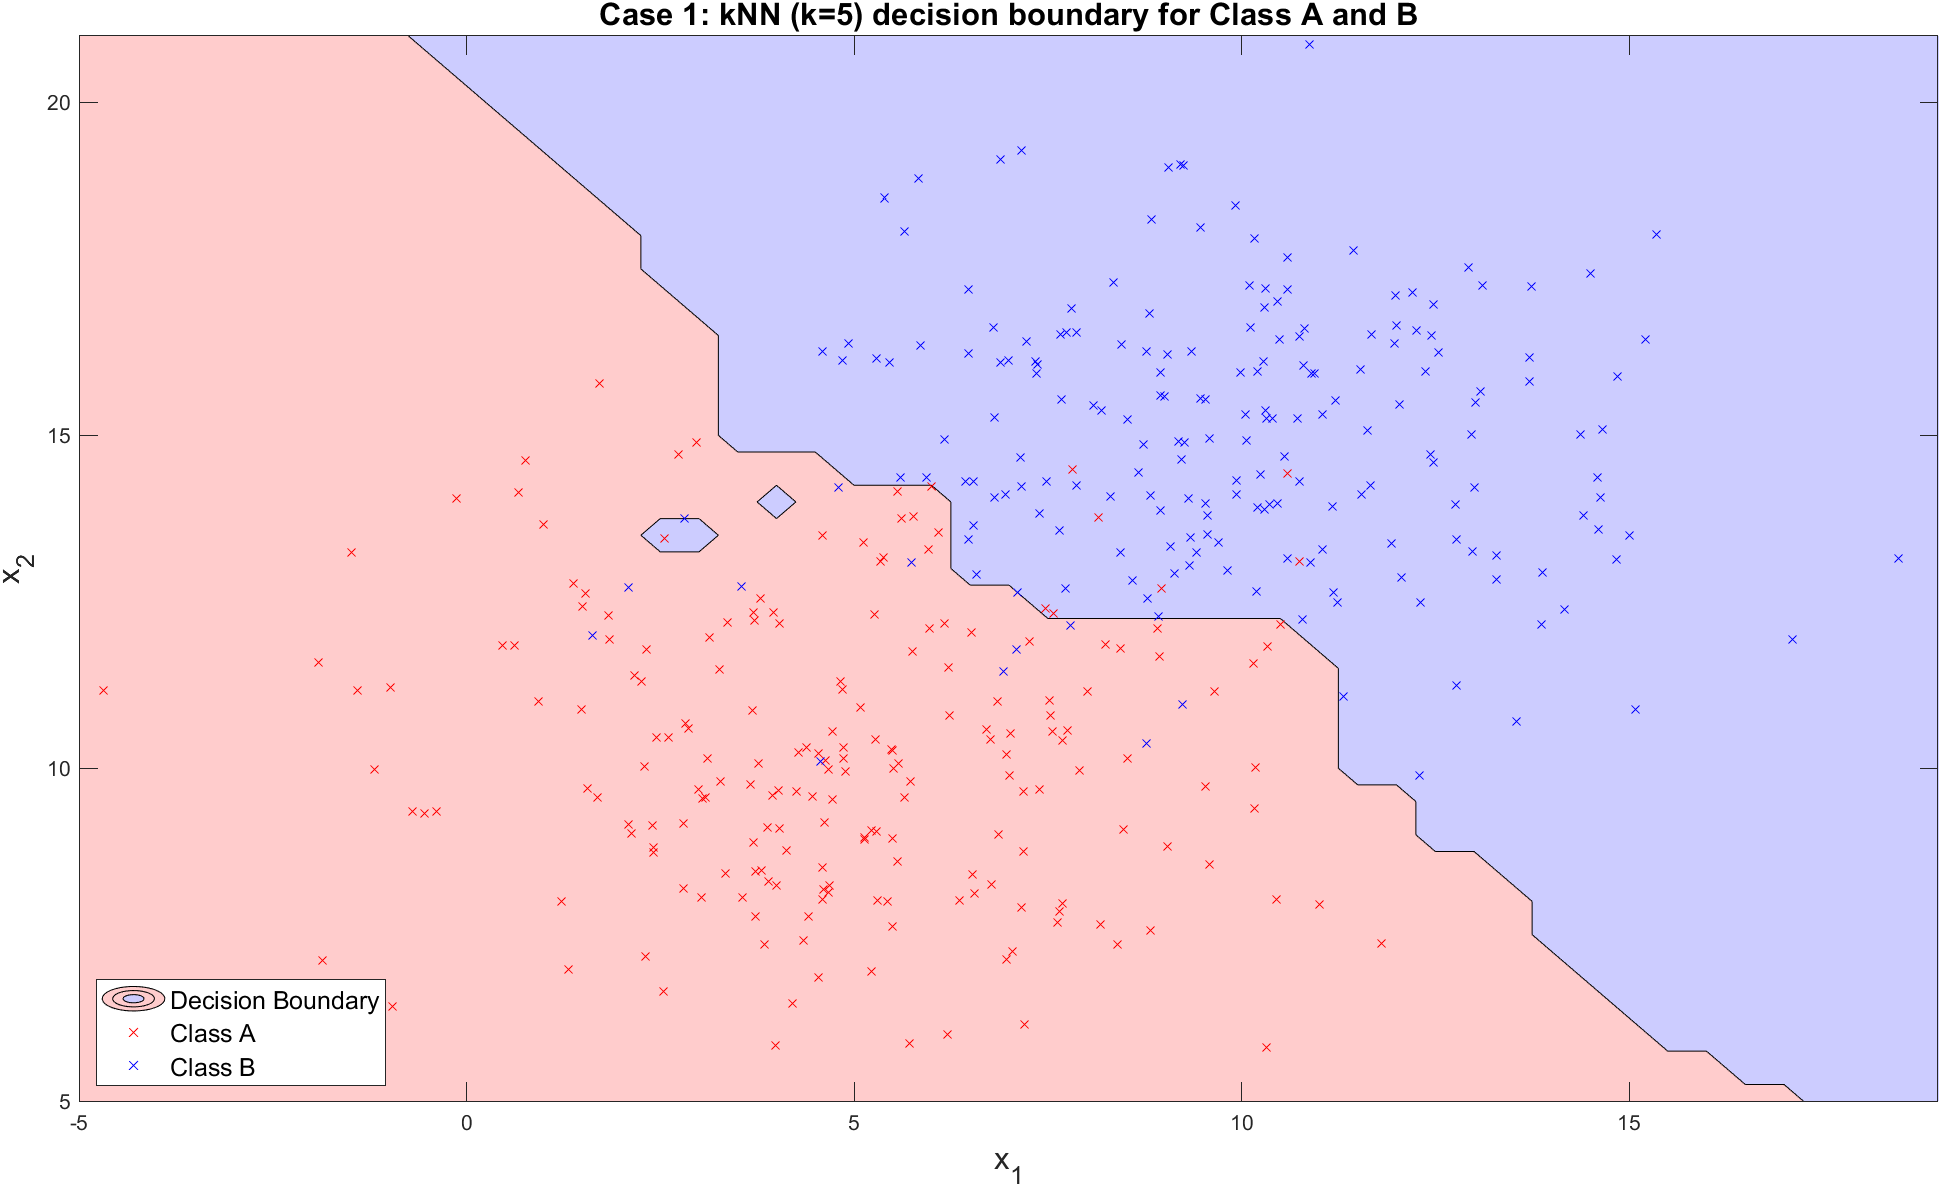 Case 1: kNN (k=5) decision boundary for Class A and B
20
15
10
5
x₂
-5 0 5 10 15
x₁
Decision Boundary
Class A
Class B